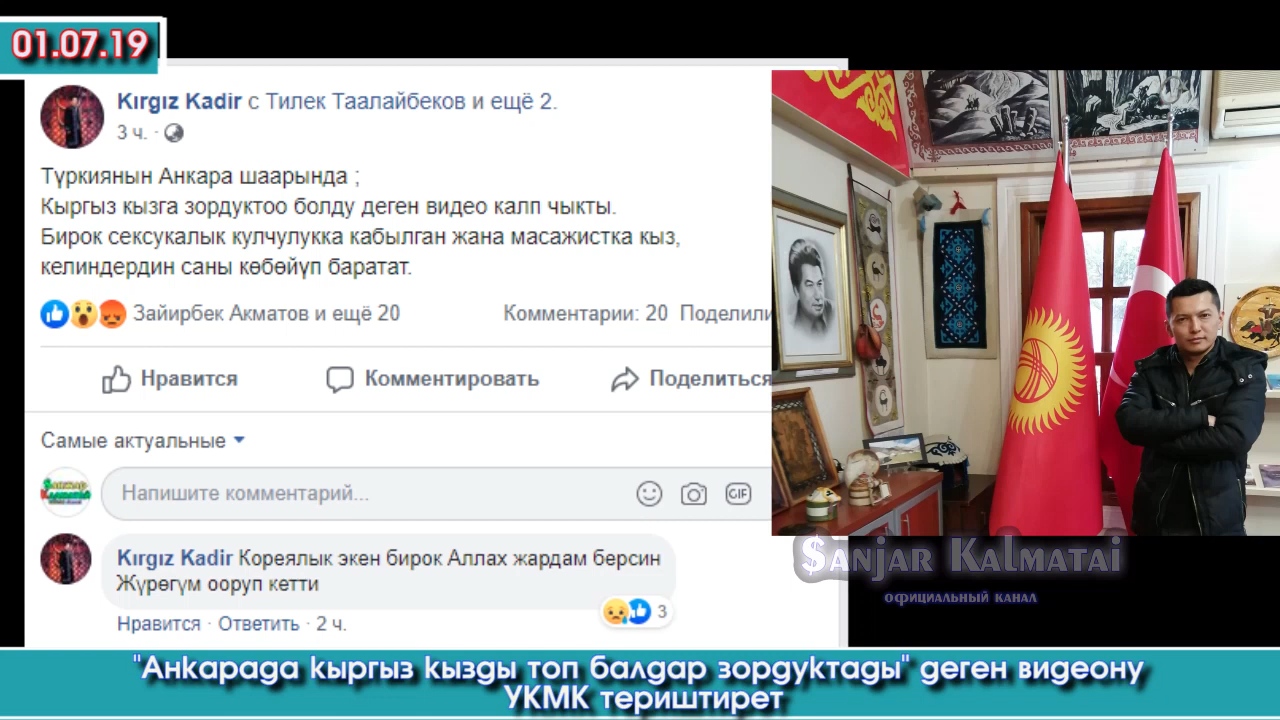 01.07.19
Kırgız Kadir с Тилек Таалайбеков и ещё 2.
3 ч. ·
Түркиянын Анкара шаарында ;
Кыргыз кызга зордуктоо болду деген видео калп чыкты.
Бирок сексукалык кулчулукка кабылган жана масажистка кыз,
келиндердин саны көбөйүп баратат.
Зайирбек Акматов и ещё 20 Комментарии: 20 Поделили
Нравится Комментировать Поделиться
Самые актуальные
Напишите комментарий...
GIF
Kırgız Kadir Кореялык экен бирок Аллах жардам берсин
Жүрөгүм ооруп кетти
3
Нравится · Ответить · 2 ч.
$anjar Kalmatai
официальный канал
"Анкарада кыргыз кызды топ балдар зордуктады" деген видеону
УКМК териштирет